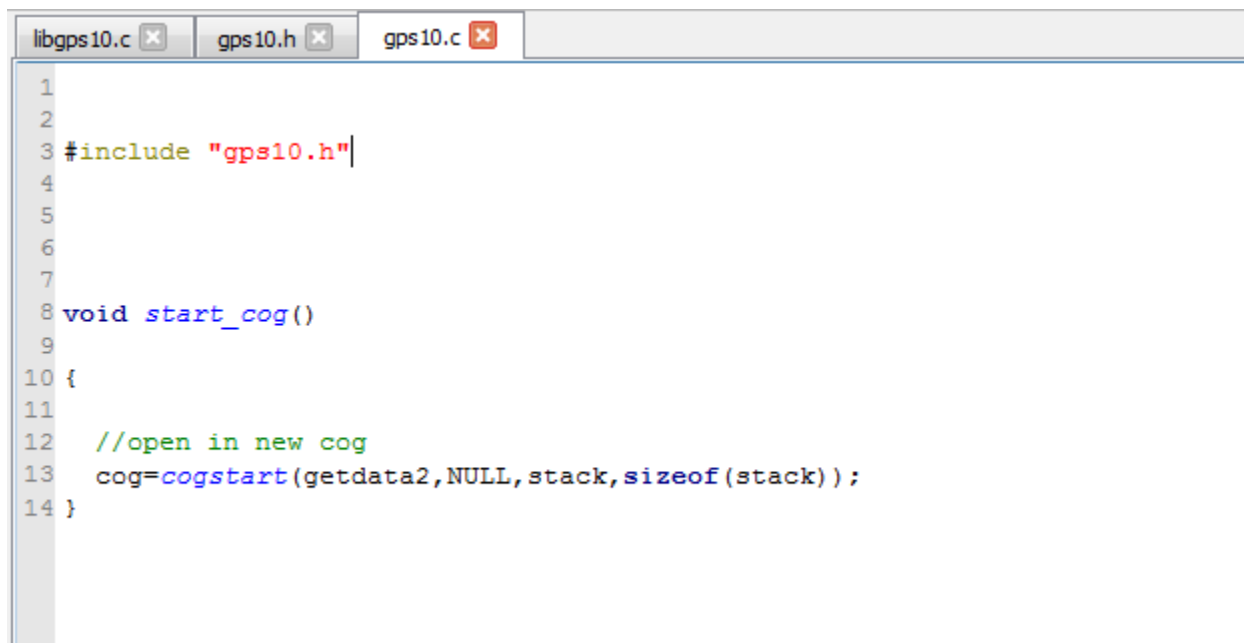 libgps10.c gps10.h gps10.c
1
2
3 #include "gps10.h"
4
5
6
7
8 void start_cog()
9
10 {
11
12 //open in new cog
13 cog=cogstart(getdata2,NULL,stack,sizeof(stack));
14 }